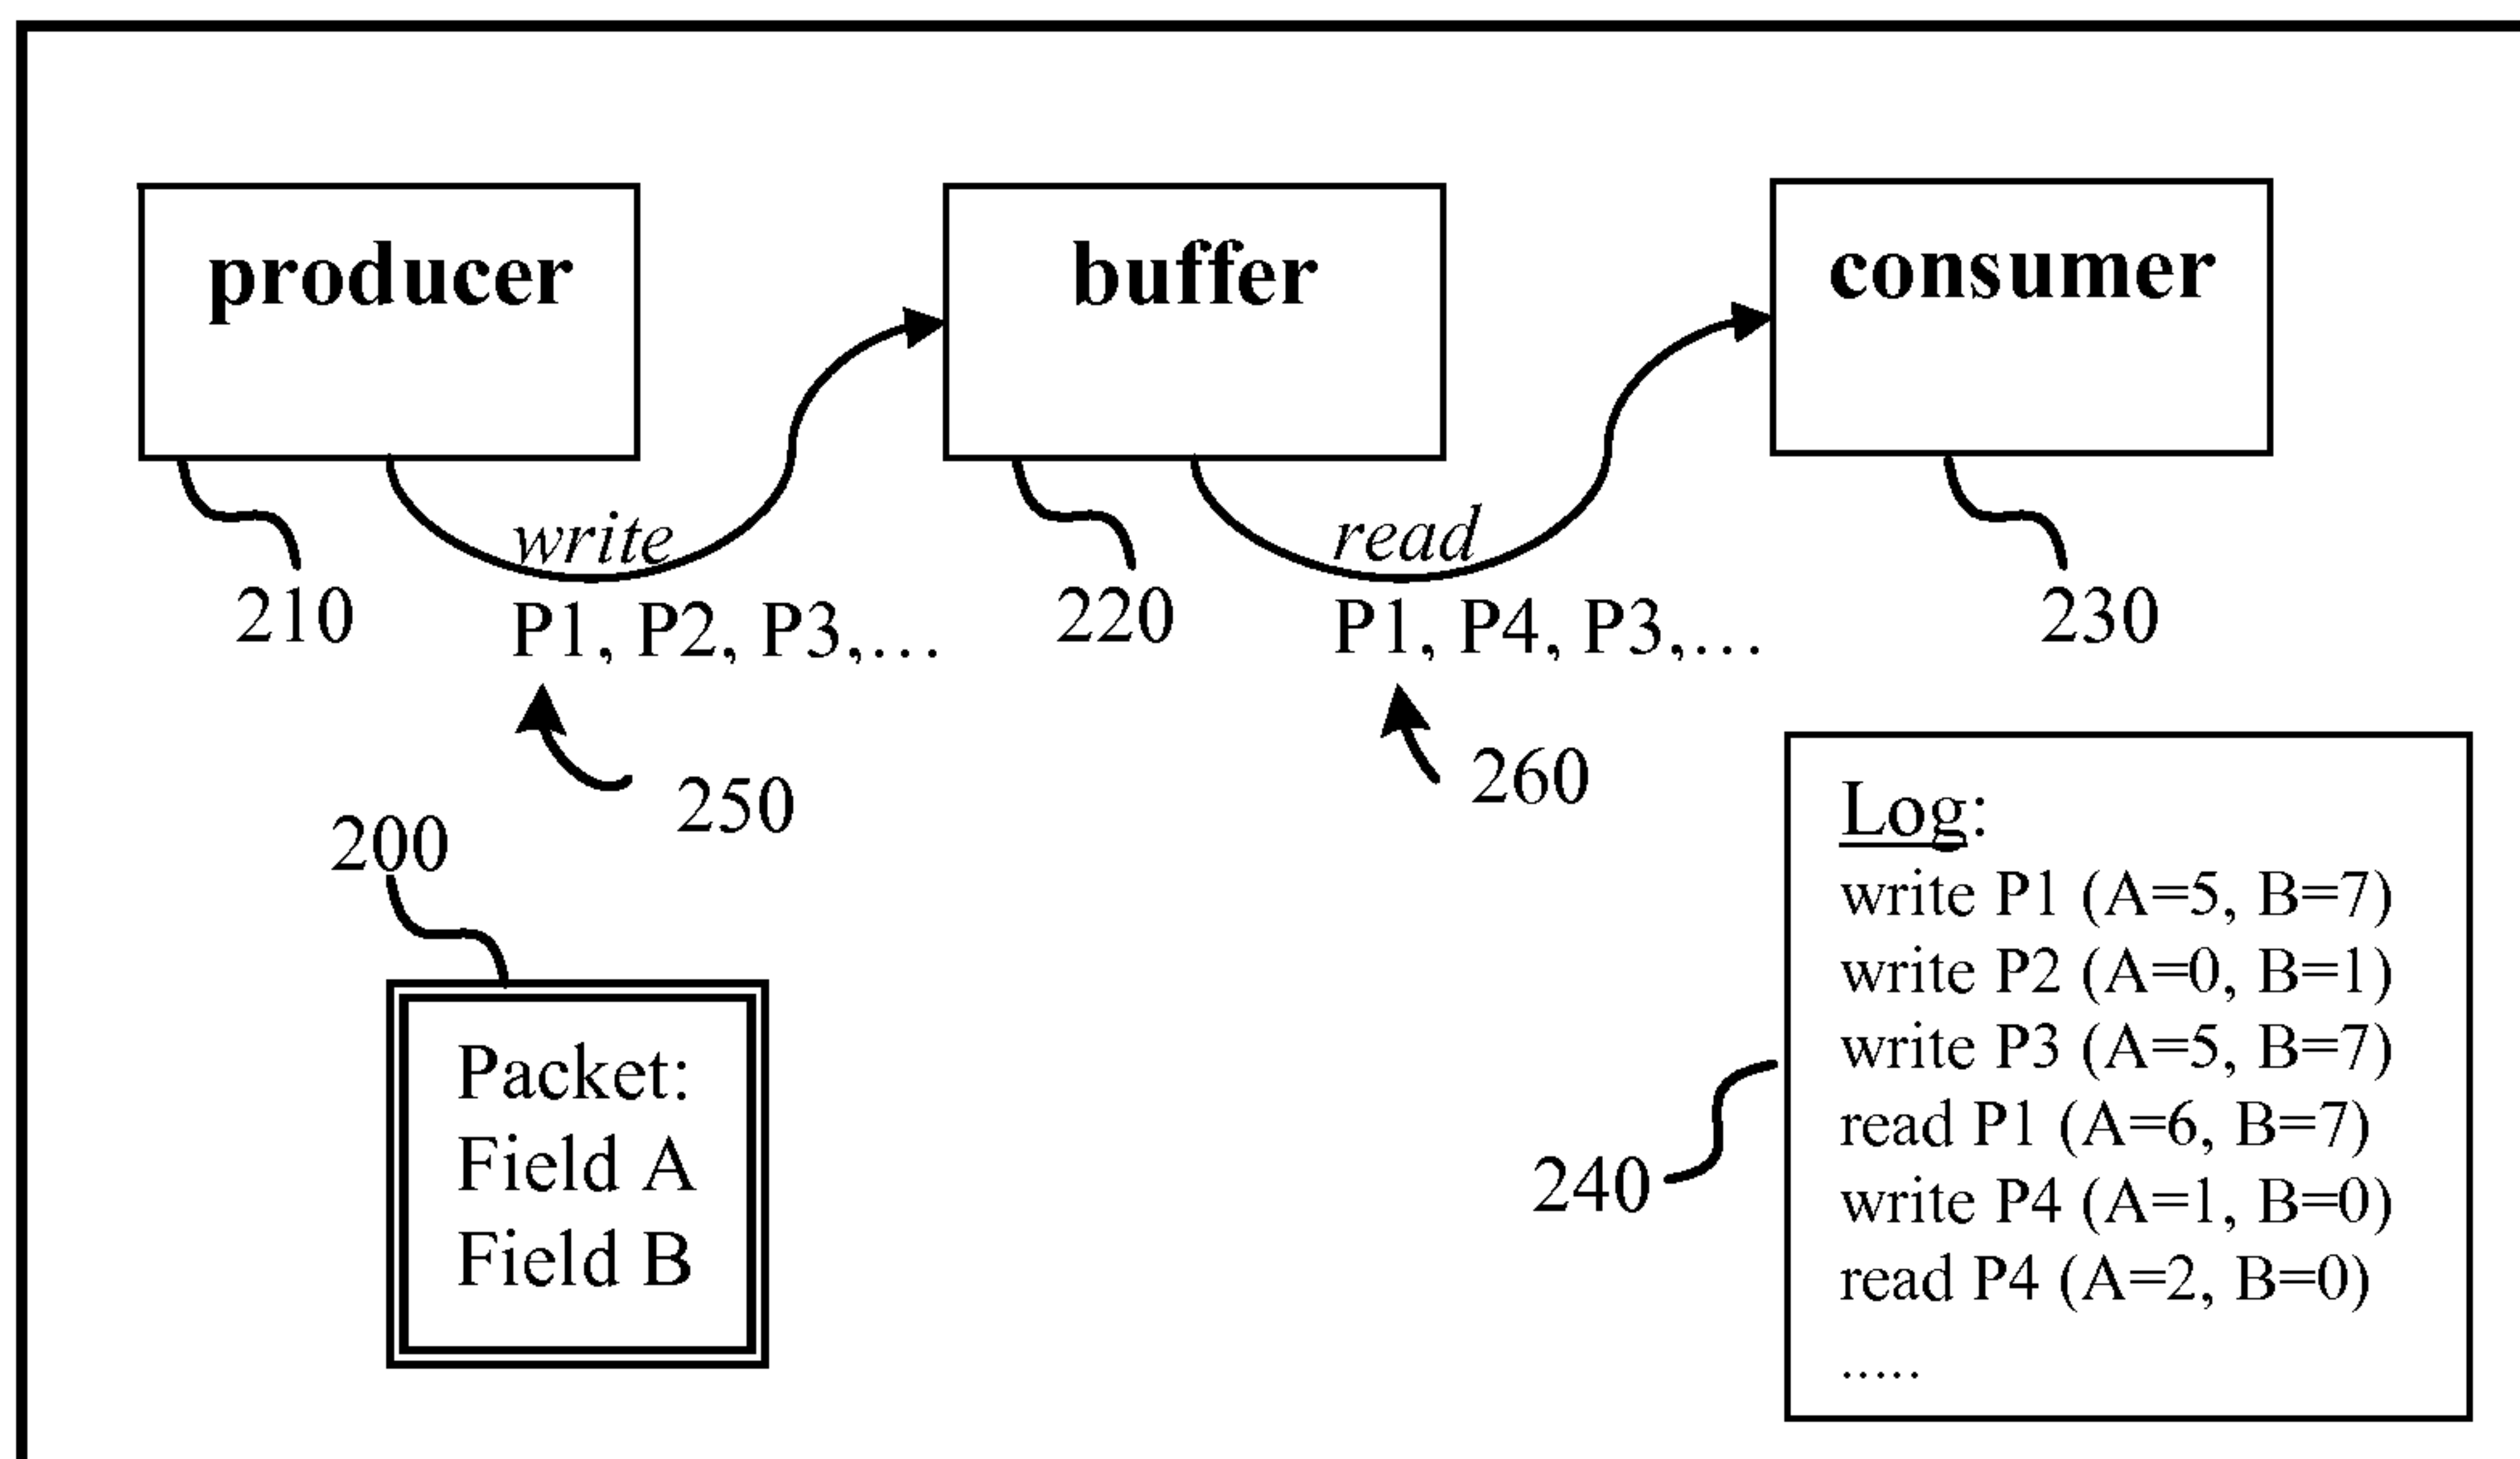 producer
buffer
consumer
write
read
210
P1, P2, P3,...
220
P1, P4, P3,...
230
250
260
200
Packet:
Field A
Field B
240
Log:
write P1 (A=5, B=7)
write P2 (A=0, B=1)
write P3 (A=5, B=7)
read P1 (A=6, B=7)
write P4 (A=1, B=0)
read P4 (A=2, B=0)
.....